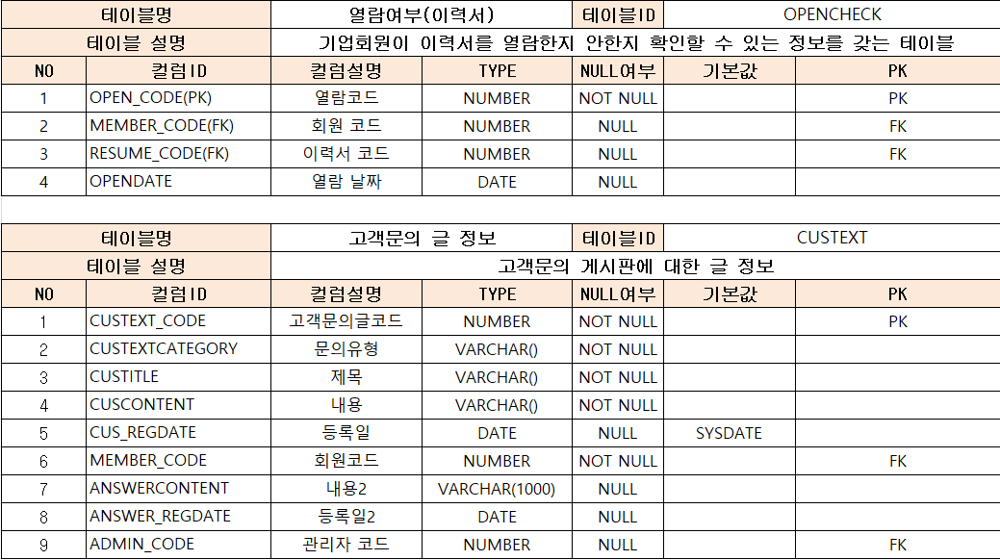 테이블명 열람여부(이력서) 테이블ID OPENCHECK
테이블 설명 기업회원이 이력서를 열람한지 안한지 확인할 수 있는 정보를 갖는 테이블
NO 컬럼ID 컬럼설명 TYPE NULL여부 기본값 PK
1 OPEN_CODE(PK) 열람코드 NUMBER NOT NULL PK
2 MEMBER_CODE(FK) 회원 코드 NUMBER NULL FK
3 RESUME_CODE(FK) 이력서 코드 NUMBER NULL FK
4 OPENDATE 열람 날짜 DATE NULL
테이블명 고객문의 글 정보 테이블ID CUSTEXT
테이블 설명 고객문의 게시판에 대한 글 정보
NO 컬럼ID 컬럼설명 TYPE NULL여부 기본값 PK
1 CUSTEXT_CODE 고객문의글코드 NUMBER NOT NULL PK
2 CUSTEXTCATEGORY 문의유형 VARCHAR() NOT NULL
3 CUSTITLE 제목 VARCHAR() NOT NULL
4 CUSCONTENT 내용 VARCHAR() NOT NULL
5 CUS_REGDATE 등록일 DATE NULL SYSDATE
6 MEMBER_CODE 회원코드 NUMBER NOT NULL FK
7 ANSWERCONTENT 내용2 VARCHAR(1000) NULL
8 ANSWER_REGDATE 등록일2 DATE NULL
9 ADMIN_CODE 관리자 코드 NUMBER NULL FK